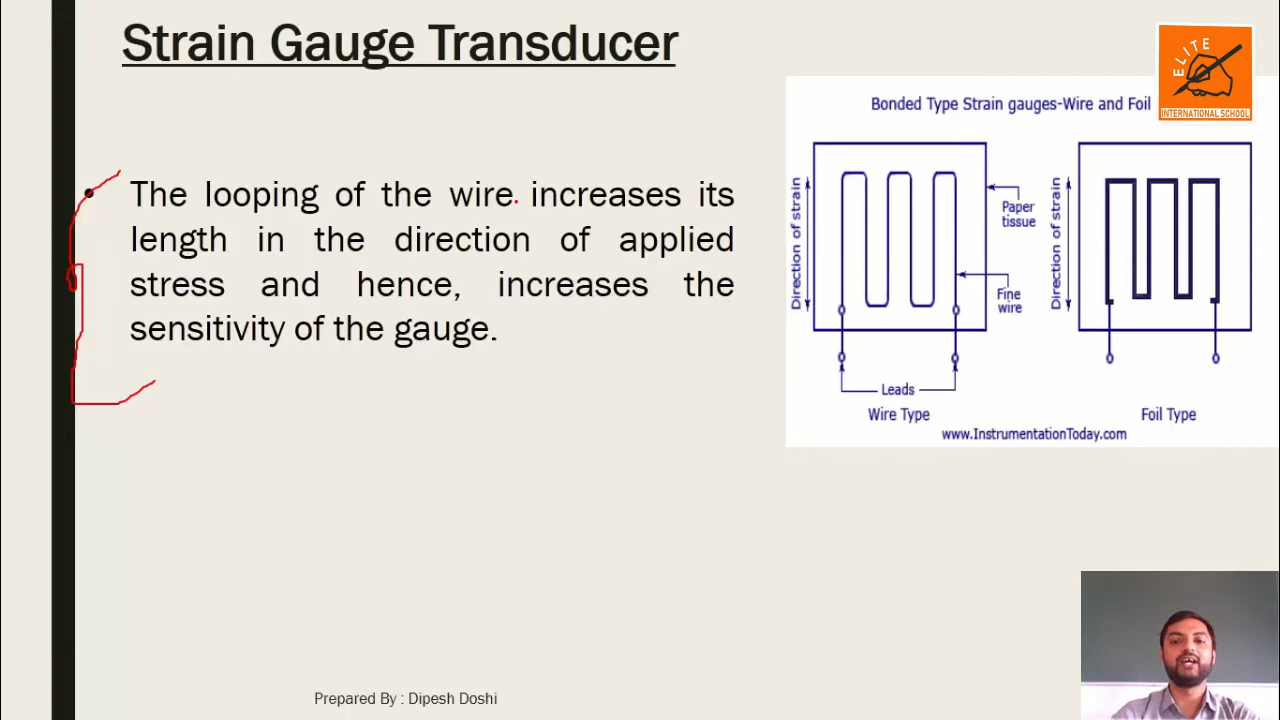 Strain Gauge Transducer
ELITE
INTERNATIONAL SCHOOL
• The looping of the wire increases its
length in the direction of applied
stress and hence, increases the
sensitivity of the gauge.
Bonded Type Strain gauges-Wire and Foil
Direction of strain
Paper
tissue
Fine
wire
Leads
Wire Type
Direction of strain
Foil Type
www.InstrumentationToday.com
Prepared By : Dipesh Doshi